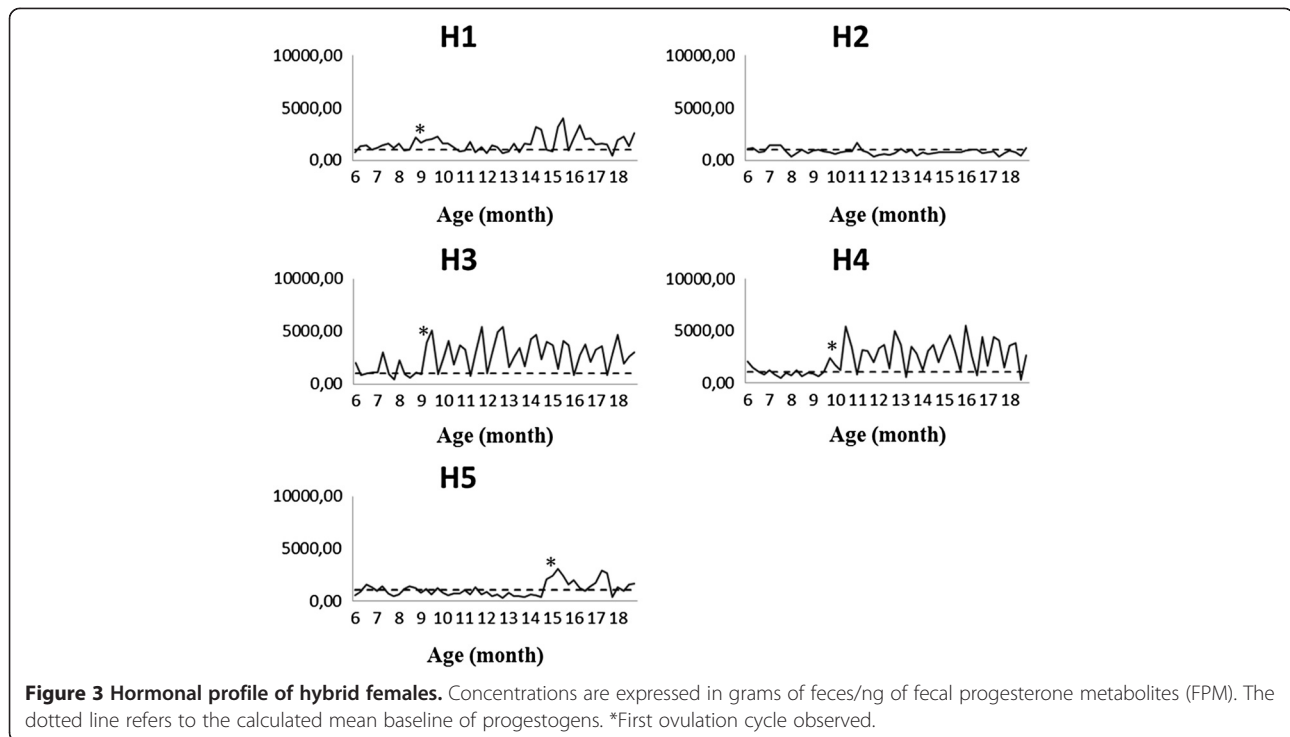 H1
10000,00
5000,00
0,00
6 7 8 9 10 11 12 13 14 15 16 17 18
Age (month)
*
H2
10000,00
5000,00
0,00
6 7 8 9 10 11 12 13 14 15 16 17 18
Age (month)
H3
10000,00
5000,00
0,00
6 7 8 9 10 11 12 13 14 15 16 17 18
Age (month)
*
H4
10000,00
5000,00
0,00
6 7 8 9 10 11 12 13 14 15 16 17 18
Age (month)
*
H5
10000,00
5000,00
0,00
6 7 8 9 10 11 12 13 14 15 16 17 18
Age (month)
*
Figure 3 Hormonal profile of hybrid females. Concentrations are expressed in grams of feces/ng of fecal progesterone metabolites (FPM). The
dotted line refers to the calculated mean baseline of progestogens. *First ovulation cycle observed.